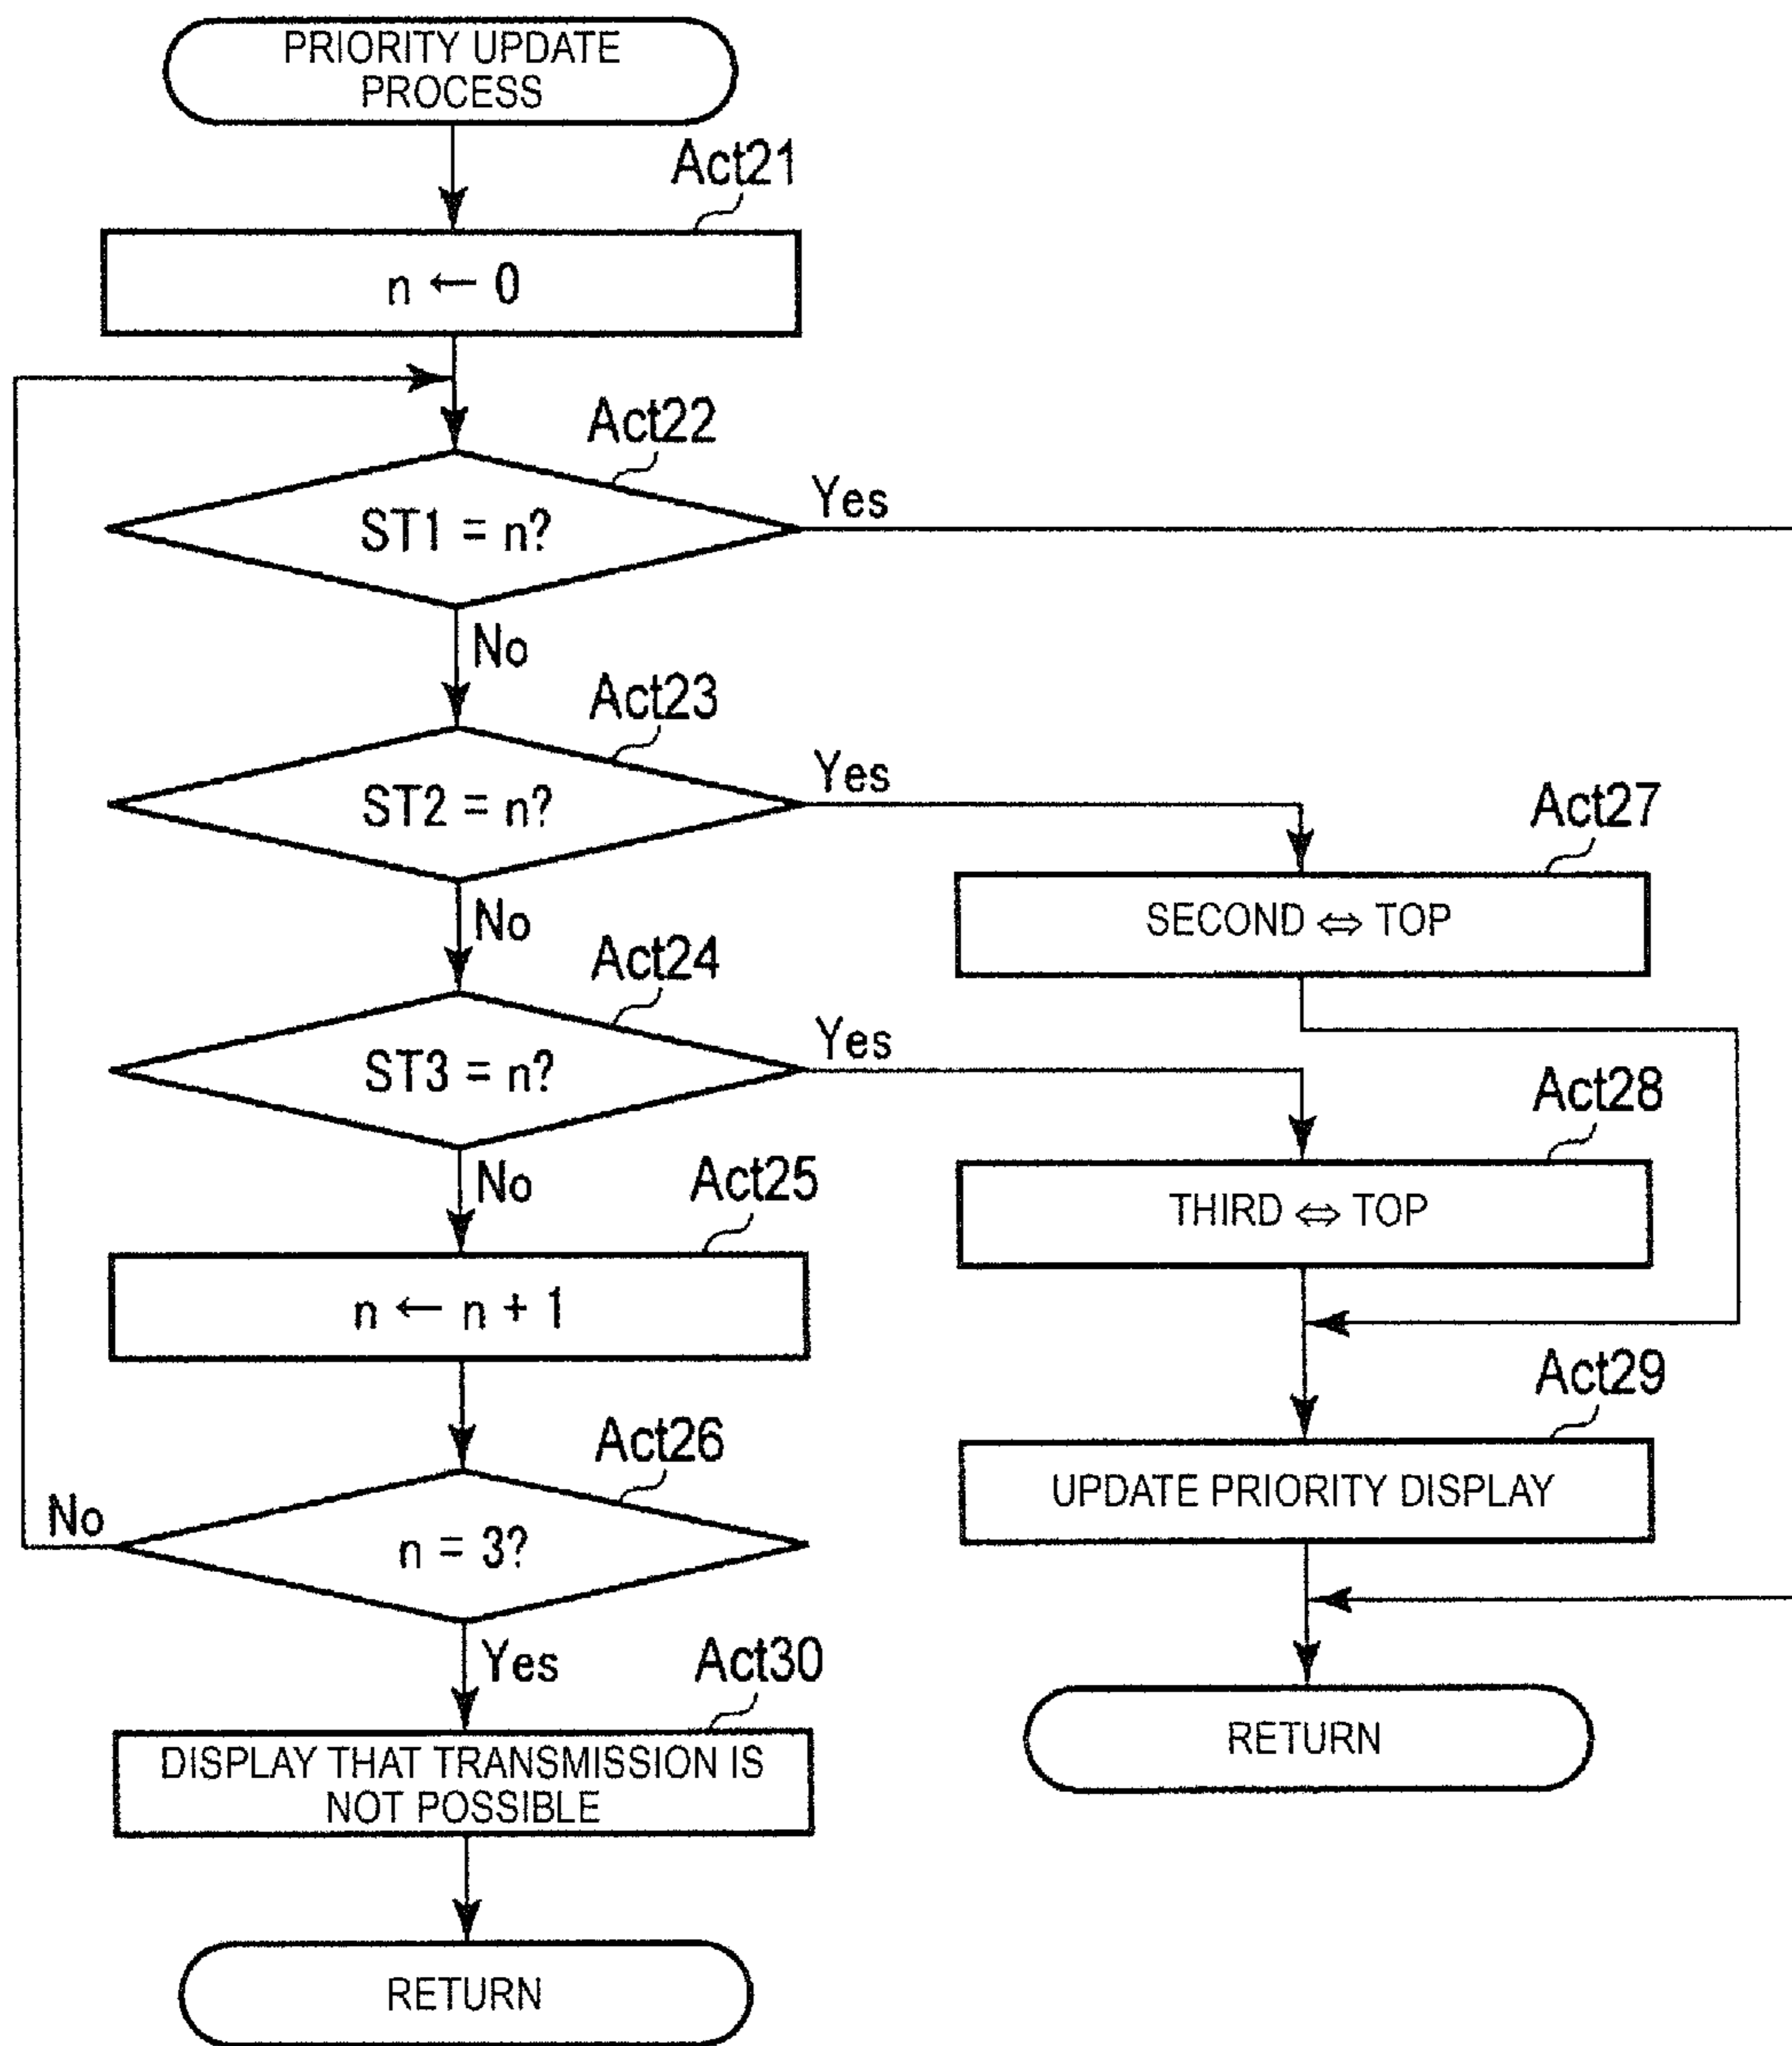 PRIORITY UPDATE
PROCESS
Act21
n ← 0
Act22
ST1 = n?
Yes
No
Act23
ST2 = n?
Yes
No
Act27
SECOND ⇔ TOP
Act24
ST3 = n?
Yes
No
Act28
THIRD ⇔ TOP
Act25
n ← n + 1
Act29
UPDATE PRIORITY DISPLAY
Act26
n = 3?
No
Yes
Act30
DISPLAY THAT TRANSMISSION IS
NOT POSSIBLE
RETURN
RETURN